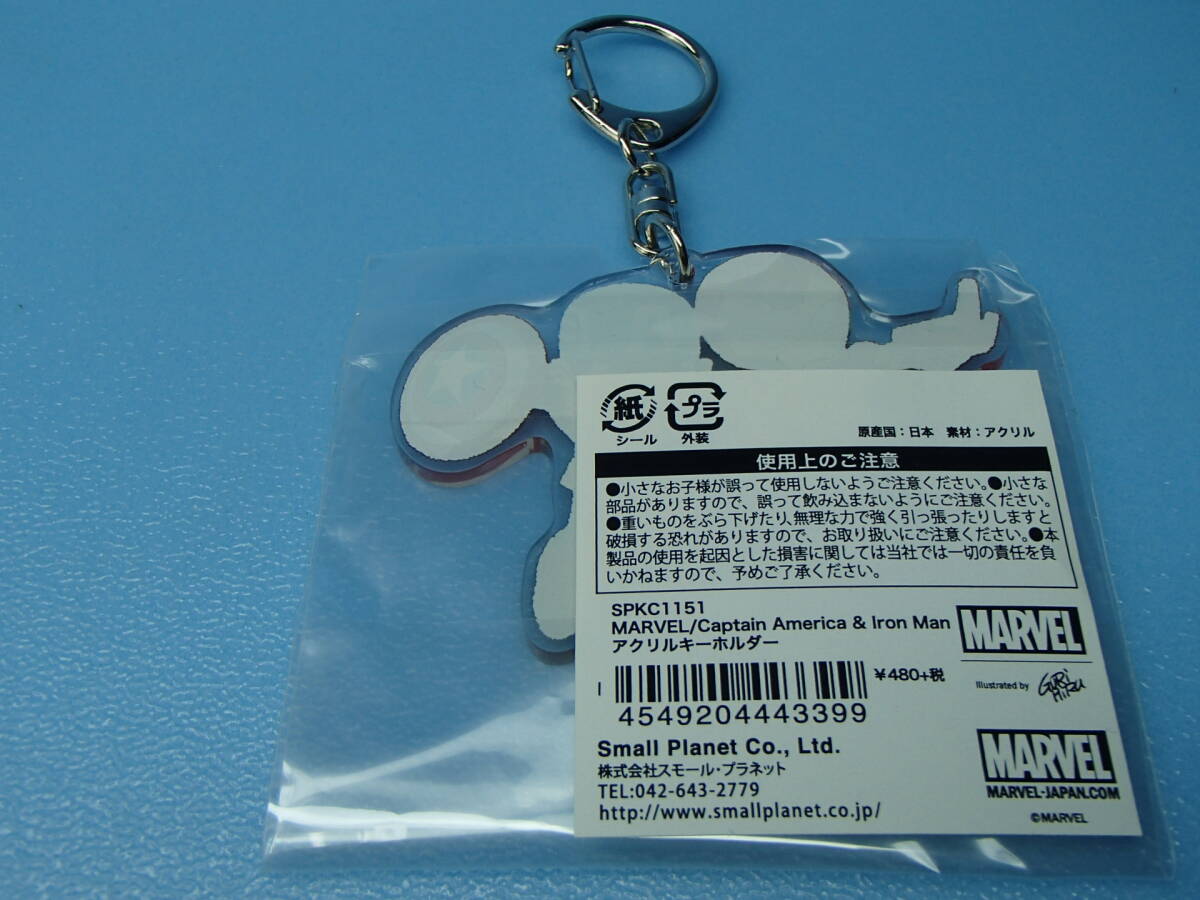 紙
シール
プラ
外装
原産国：日本　素材：アクリル
使用上のご注意
●小さなお子様が誤って使用しないようご注意ください。●小さな
部品がありますので、誤って飲み込まないようにご注意ください。
●重いものをぶら下げたり、無理な力で強く引っ張ったりしますと
破損する恐れがありますので、お取り扱いにご注意ください。●本
製品の使用を起因とした損害に関しては当社では一切の責任を負
いかねますので、予めご了承ください。
SPKC1151
MARVEL/Captain America & Iron Man
アクリルキーホルダー
MARVEL
¥480+税
Illustrated by GURiHiRU
4549204443399
Small Planet Co., Ltd.
株式会社スモール・プラネット
TEL:042-643-2779
http://www.smallplanet.co.jp/
MARVEL
MARVEL-JAPAN.COM
©MARVEL